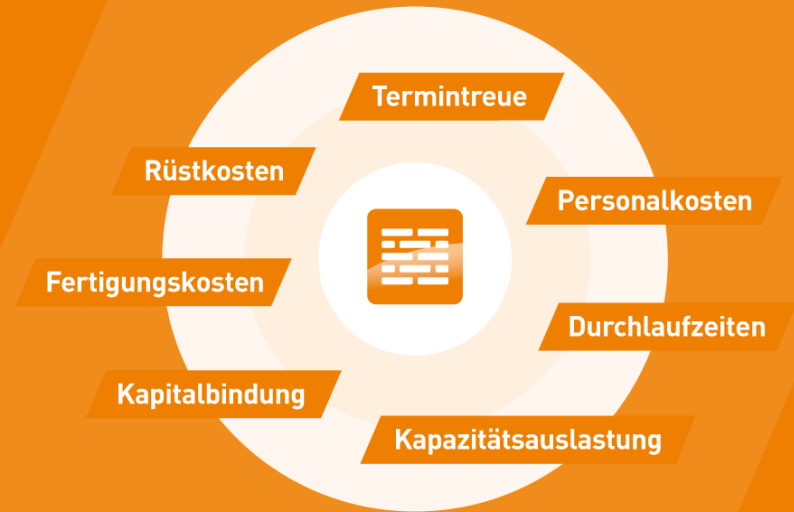 Termintreue
Rüstkosten
Personalkosten
Fertigungskosten
Durchlaufzeiten
Kapitalbindung
Kapazitätsauslastung